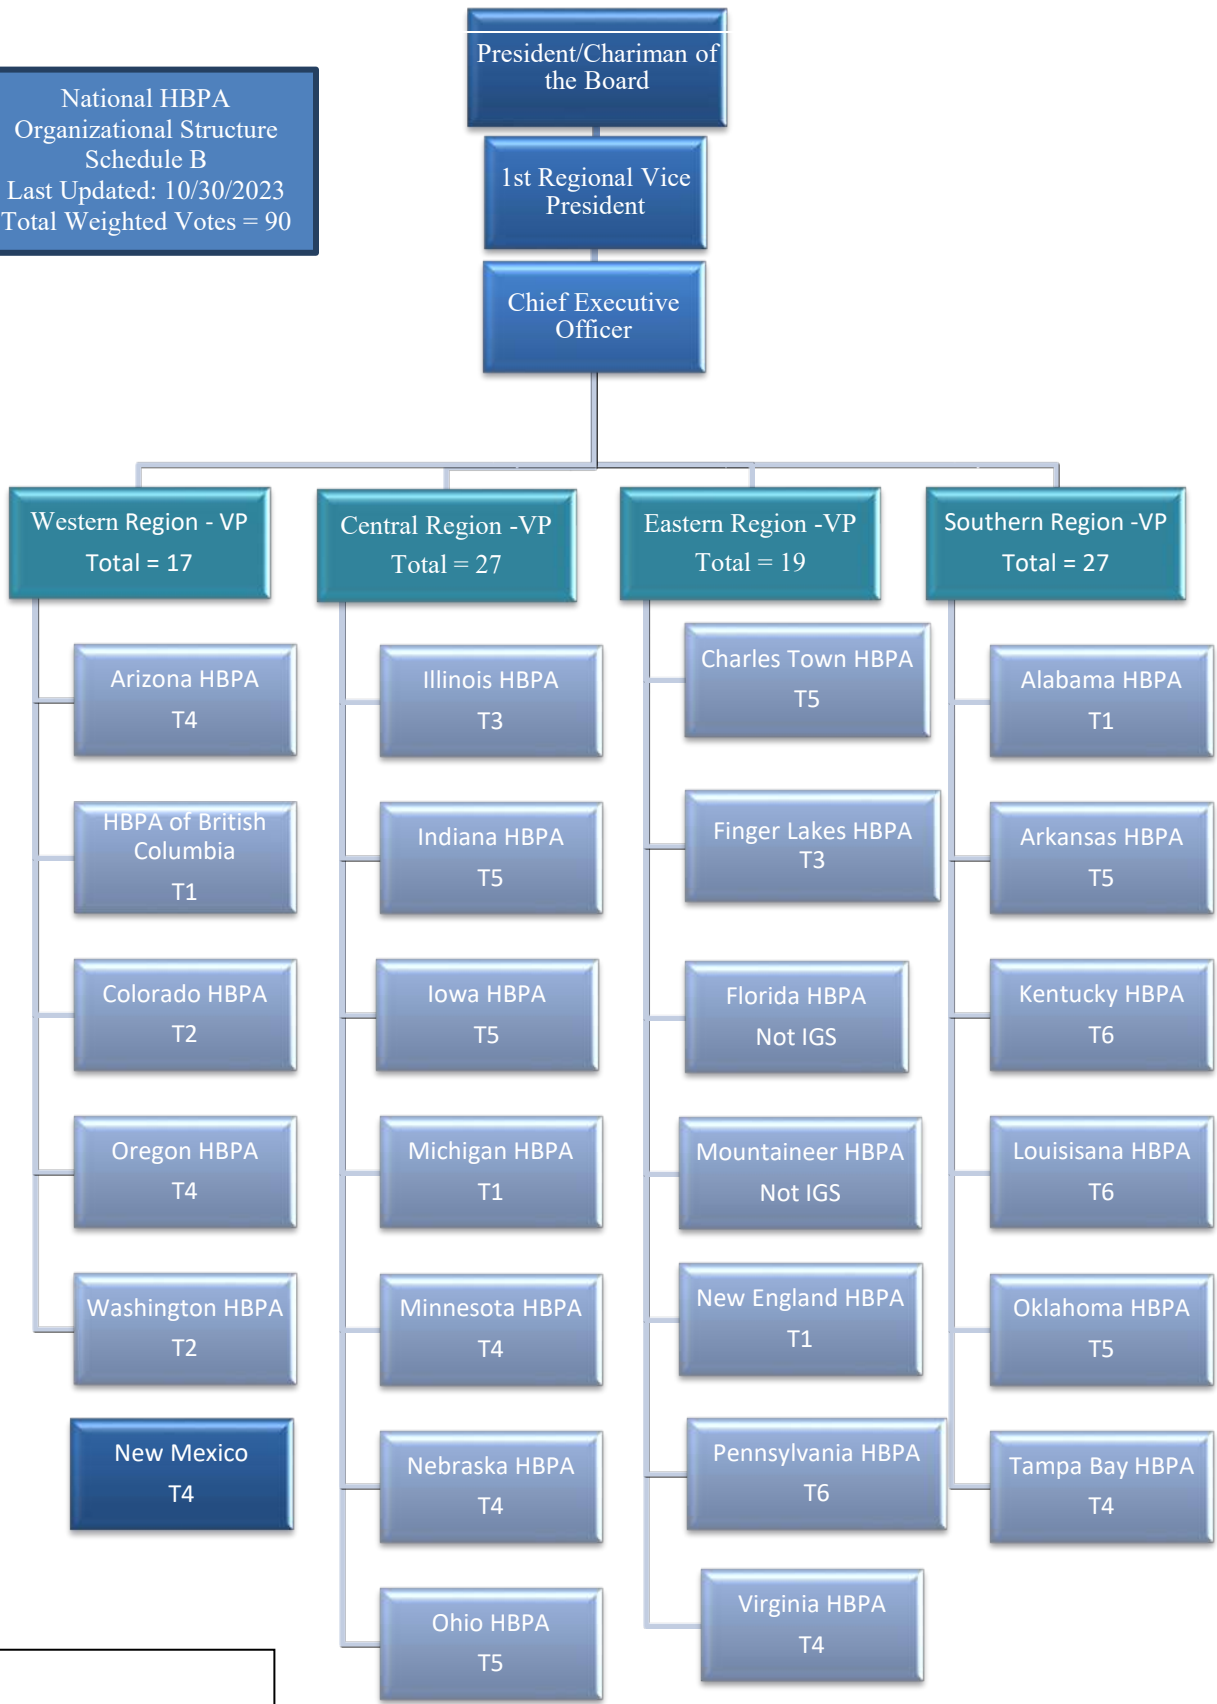 President/Chariman of
the Board
National HBPA
Organizational Structure
Schedule B
Last Updated: 10/30/2023
Total Weighted Votes = 90
1st Regional Vice
President
Chief Executive
Officer
Western Region - VP
Total = 17
Central Region -VP
Total = 27
Eastern Region -VP
Total = 19
Southern Region -VP
Total = 27
Arizona HBPA
T4
HBPA of British
Columbia
T1
Colorado HBPA
T2
Oregon HBPA
T4
Washington HBPA
T2
New Mexico
T4
Illinois HBPA
T3
Indiana HBPA
T5
Iowa HBPA
T5
Michigan HBPA
T1
Minnesota HBPA
T4
Nebraska HBPA
T4
Ohio HBPA
T5
Charles Town HBPA
T5
Finger Lakes HBPA
T3
Florida HBPA
Not IGS
Mountaineer HBPA
Not IGS
New England HBPA
T1
Pennsylvania HBPA
T6
Virginia HBPA
T4
Alabama HBPA
T1
Arkansas HBPA
T5
Kentucky HBPA
T6
Louisisana HBPA
T6
Oklahoma HBPA
T5
Tampa Bay HBPA
T4